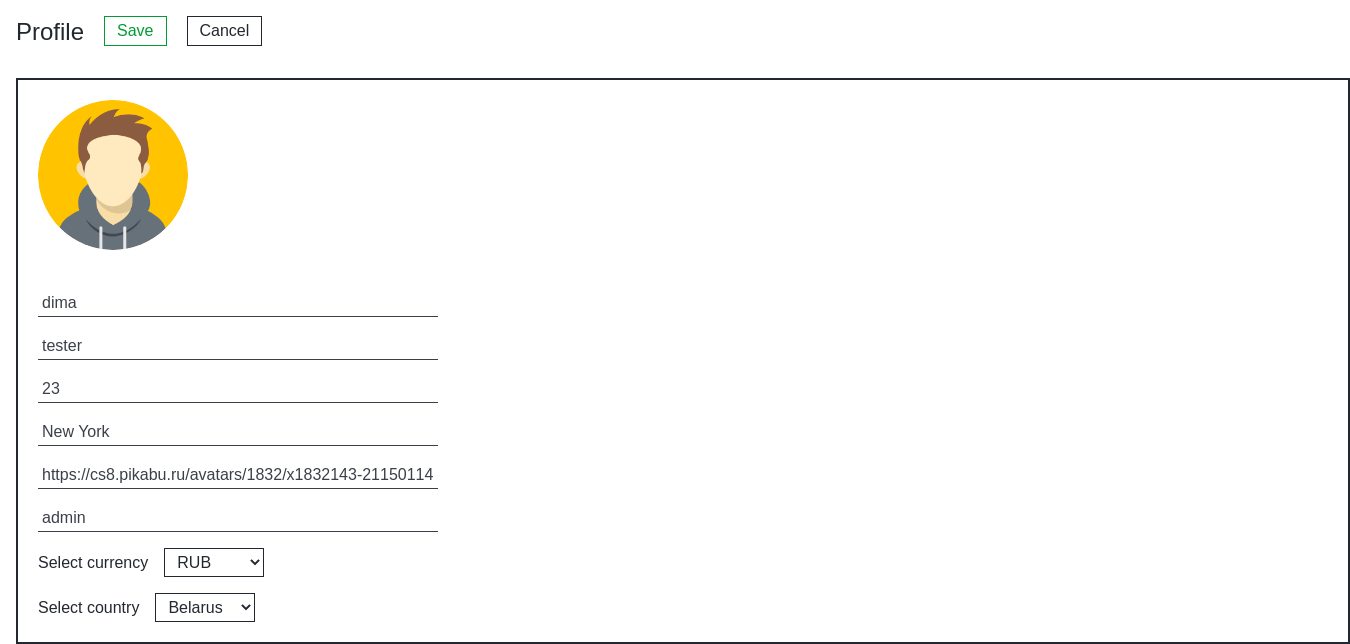 Profile Save Cancel
dima
tester
23
New York
https://cs8.pikabu.ru/avatars/1832/x1832143-21150114
admin
Select currency RUB
Select country Belarus